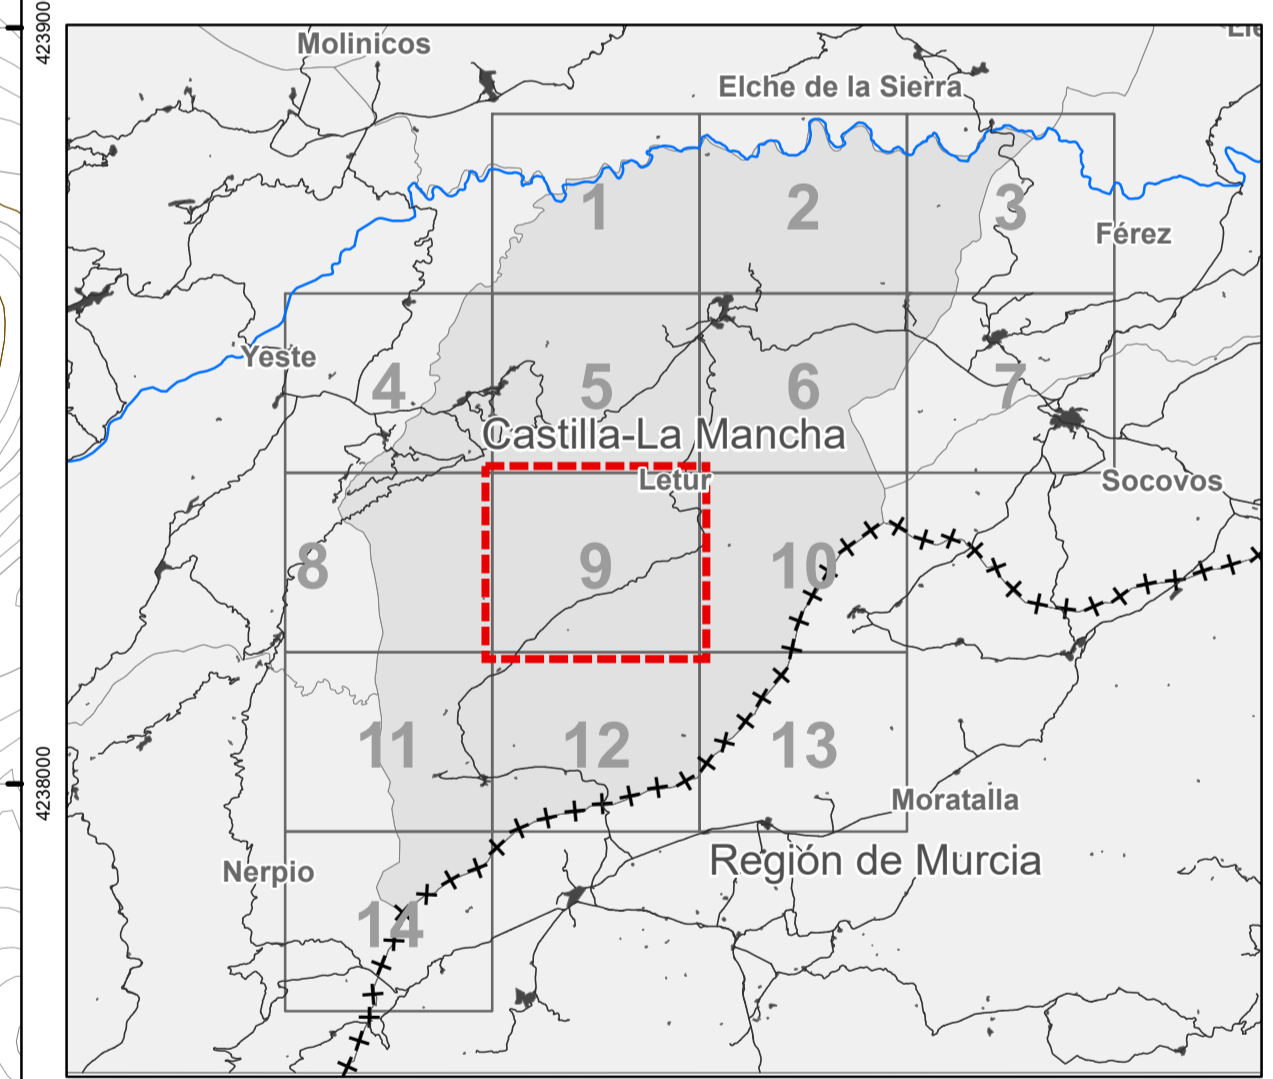 423900
Molinicos
Elche de la Sierra
1
2
3
Férez
Yeste
4
5
6
7
Castilla-La Mancha
Letur
Socovos
8
9
10
11
12
13
4238000
Moratalla
Región de Murcia
Nerpio
14